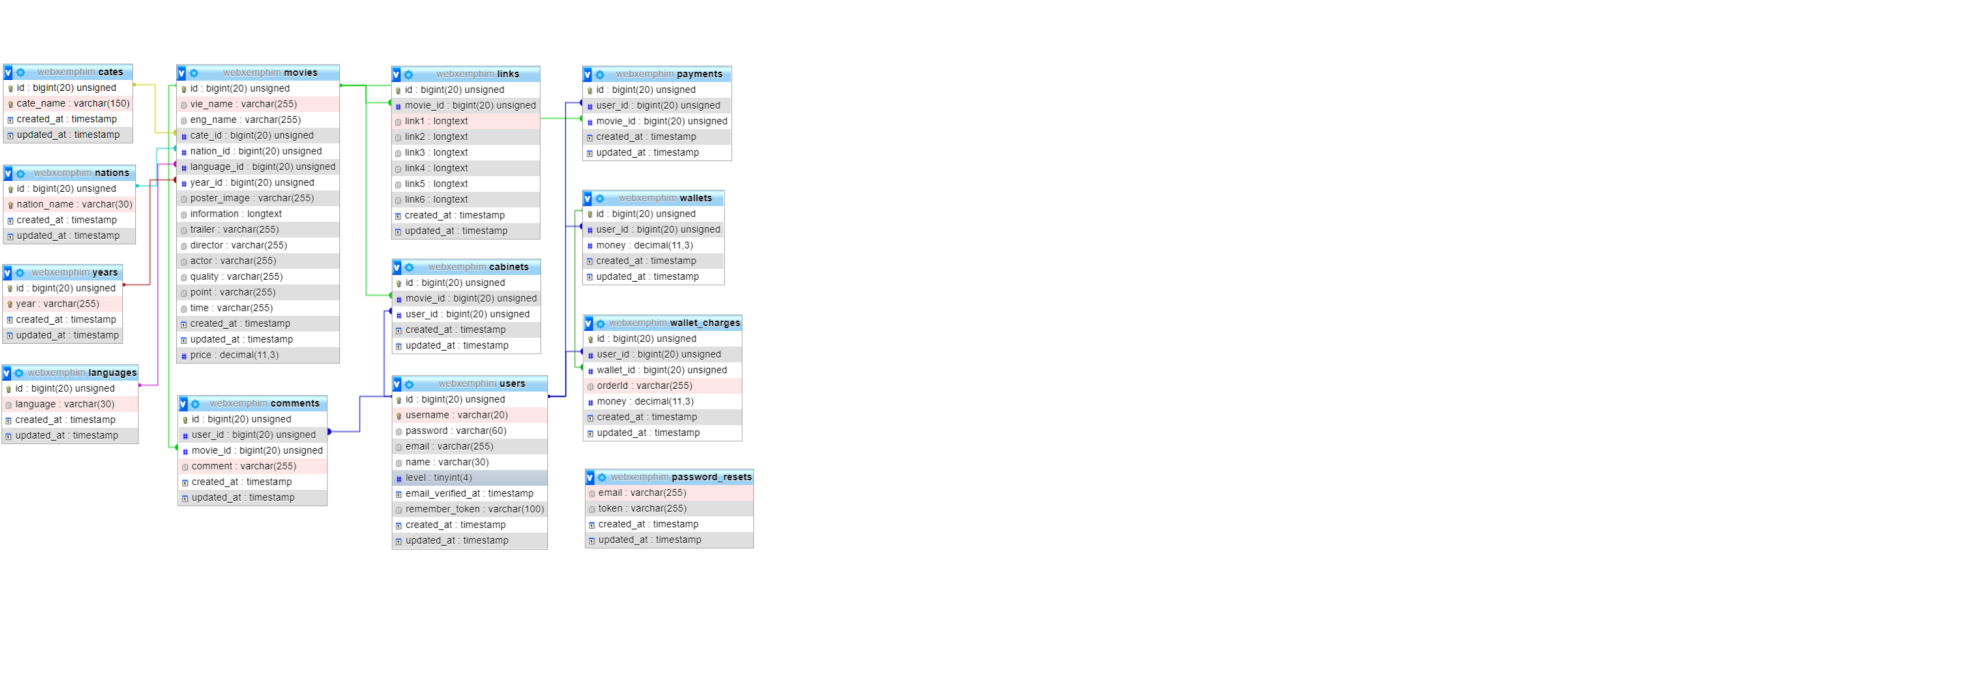 webxemphim cates
id : bigint(20) unsigned
cate_name : varchar(150)
created_at : timestamp
updated_at : timestamp
webxemphim nations
id : bigint(20) unsigned
nation_name : varchar(30)
created_at : timestamp
updated_at : timestamp
webxemphim years
id : bigint(20) unsigned
year : varchar(255)
created_at : timestamp
updated_at : timestamp
webxemphim languages
id : bigint(20) unsigned
language : varchar(30)
created_at : timestamp
updated_at : timestamp
webxemphim movies
id : bigint(20) unsigned
vie_name : varchar(255)
eng_name : varchar(255)
cate_id : bigint(20) unsigned
nation_id : bigint(20) unsigned
language_id : bigint(20) unsigned
year_id : bigint(20) unsigned
poster_image : varchar(255)
information : longtext
trailer : varchar(255)
director : varchar(255)
actor : varchar(255)
quality : varchar(255)
point : varchar(255)
time : varchar(255)
created_at : timestamp
updated_at : timestamp
price : decimal(11,3)
webxemphim comments
id : bigint(20) unsigned
user_id : bigint(20) unsigned
movie_id : bigint(20) unsigned
comment : varchar(255)
created_at : timestamp
updated_at : timestamp
webxemphim links
id : bigint(20) unsigned
movie_id : bigint(20) unsigned
link1 : longtext
link2 : longtext
link3 : longtext
link4 : longtext
link5 : longtext
link6 : longtext
created_at : timestamp
updated_at : timestamp
webxemphim cabinets
id : bigint(20) unsigned
movie_id : bigint(20) unsigned
user_id : bigint(20) unsigned
created_at : timestamp
updated_at : timestamp
webxemphim users
id : bigint(20) unsigned
username : varchar(20)
password : varchar(60)
email : varchar(255)
name : varchar(30)
level : tinyint(4)
email_verified_at : timestamp
remember_token : varchar(100)
created_at : timestamp
updated_at : timestamp
webxemphim payments
id : bigint(20) unsigned
user_id : bigint(20) unsigned
movie_id : bigint(20) unsigned
created_at : timestamp
updated_at : timestamp
webxemphim wallets
id : bigint(20) unsigned
user_id : bigint(20) unsigned
money : decimal(11,3)
created_at : timestamp
updated_at : timestamp
webxemphim wallet_charges
id : bigint(20) unsigned
user_id : bigint(20) unsigned
wallet_id : bigint(20) unsigned
orderId : varchar(255)
money : decimal(11,3)
created_at : timestamp
updated_at : timestamp
webxemphim password_resets
email : varchar(255)
token : varchar(255)
created_at : timestamp
updated_at : timestamp